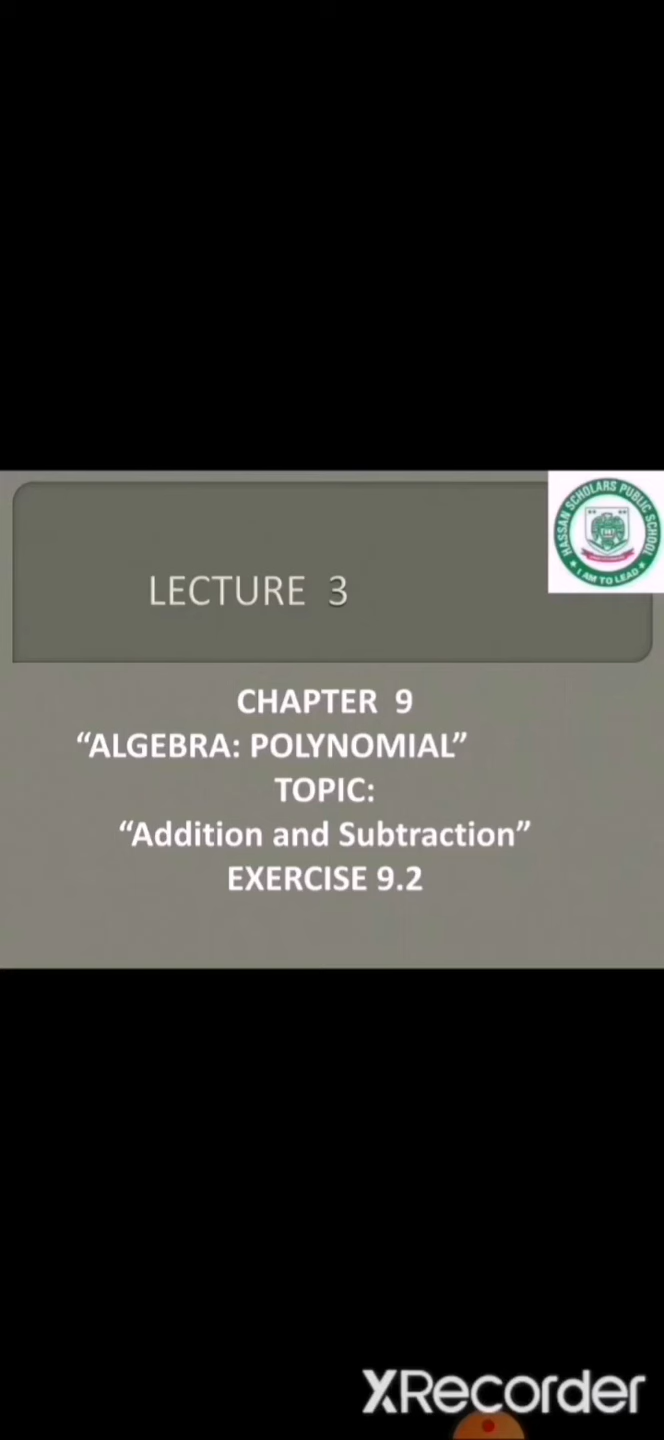 HASSAN SCHOLARS PUBLIC SCHOOL
I AM TO LEAD
LECTURE 3
CHAPTER 9
“ALGEBRA: POLYNOMIAL”
TOPIC:
“Addition and Subtraction”
EXERCISE 9.2
XRecorder